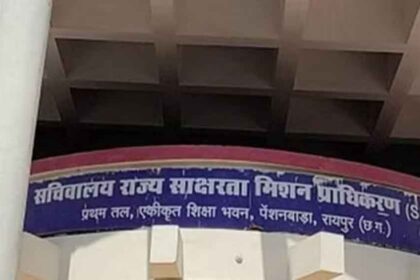 सचिवालय राज्य साक्षरता मिशन प्राधिकरण (S
प्रथम तल, एकीकृत शिक्षा भवन, पेंशनबाड़ा, रायपुर (छ.ग.)